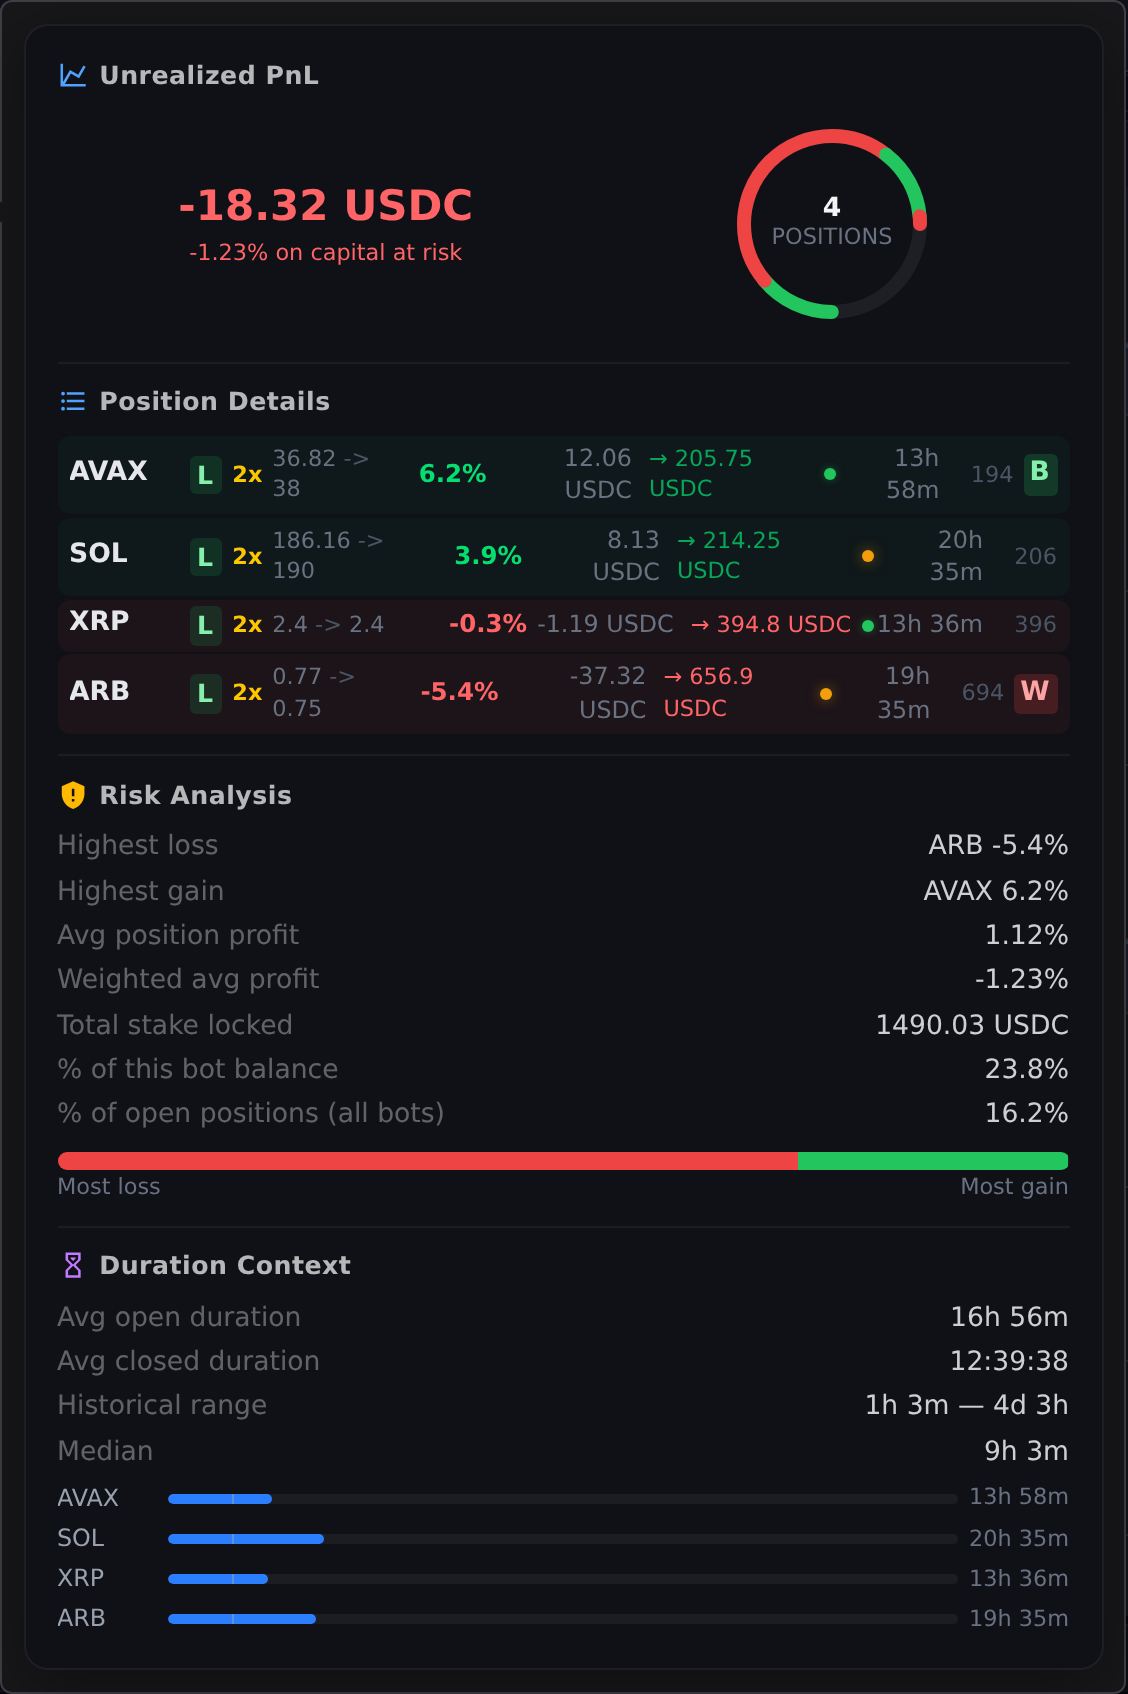 Unrealized PnL
-18.32 USDC
-1.23% on capital at risk
4
POSITIONS
Position Details
AVAX L 2x 36.82 -> 38 6.2% 12.06 USDC → 205.75 USDC 13h 58m 194 B
SOL L 2x 186.16 -> 190 3.9% 8.13 USDC → 214.25 USDC 20h 35m 206
XRP L 2x 2.4 -> 2.4 -0.3% -1.19 USDC → 394.8 USDC 13h 36m 396
ARB L 2x 0.77 -> 0.75 -5.4% -37.32 USDC → 656.9 USDC 19h 35m 694 W
Risk Analysis
Highest loss ARB -5.4%
Highest gain AVAX 6.2%
Avg position profit 1.12%
Weighted avg profit -1.23%
Total stake locked 1490.03 USDC
% of this bot balance 23.8%
% of open positions (all bots) 16.2%
Most loss Most gain
Duration Context
Avg open duration 16h 56m
Avg closed duration 12:39:38
Historical range 1h 3m — 4d 3h
Median 9h 3m
AVAX 13h 58m
SOL 20h 35m
XRP 13h 36m
ARB 19h 35m